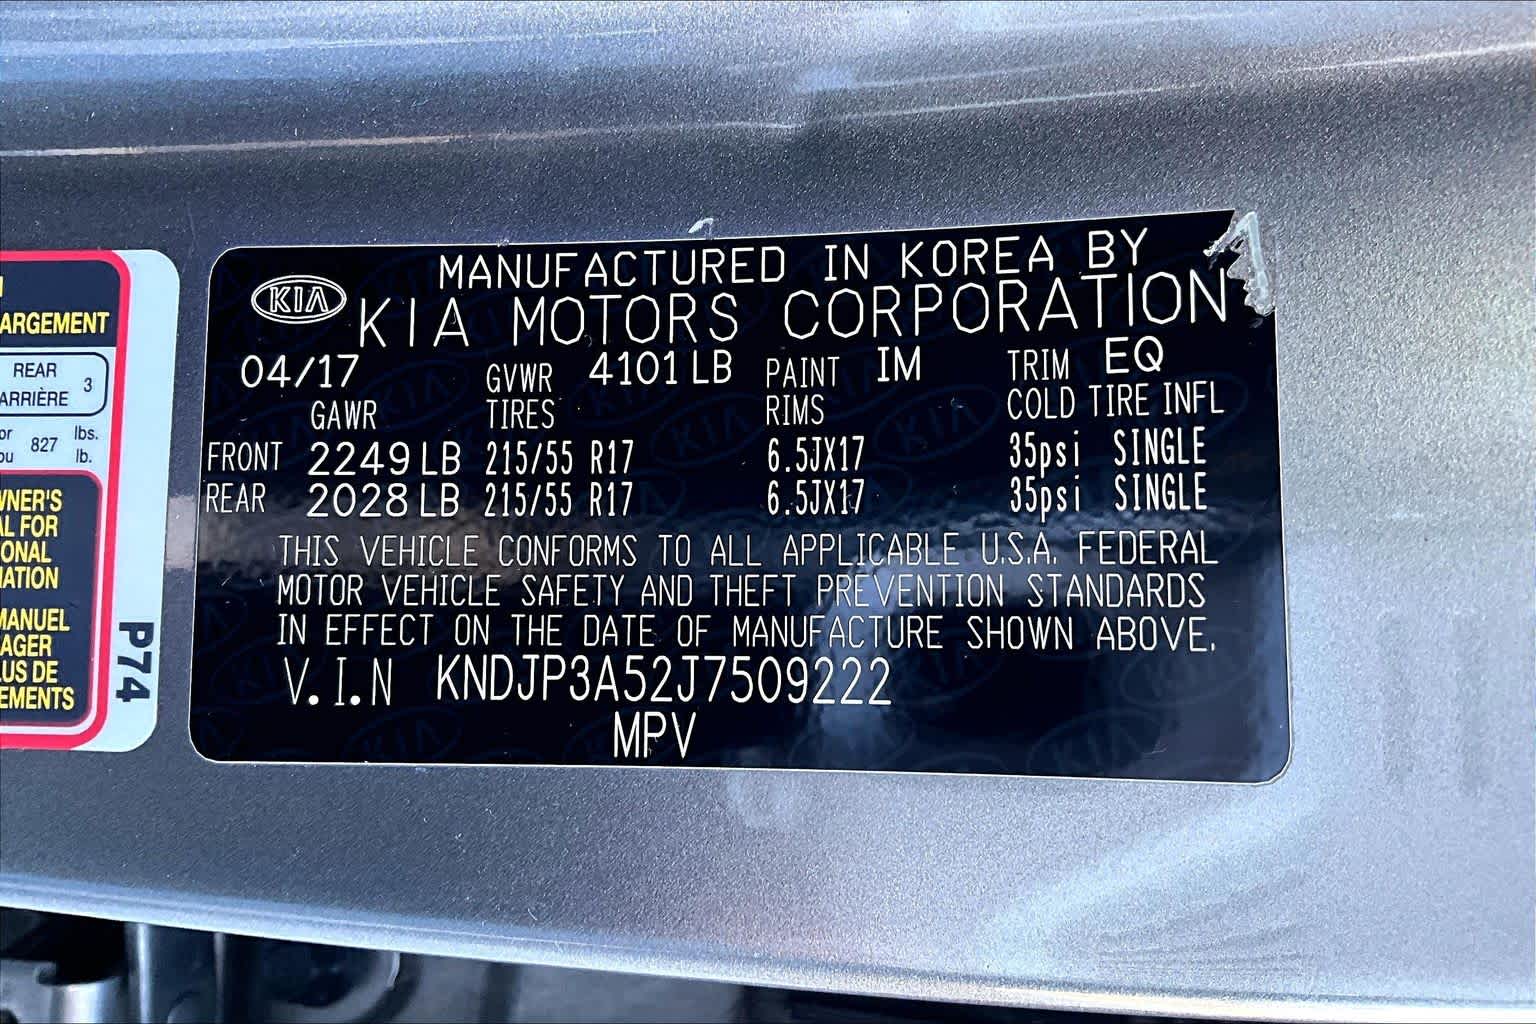 ARGEMENT
REAR
ARRIÈRE 3
or
ou 827 lbs.
lb.
WNER'S
AL FOR
IONAL
MATION
MANUEL
AGER
LUS DE
EMENTS
P74
MANUFACTURED IN KOREA BY
KIA KIA MOTORS CORPORATION
04/17 GVWR 4101 LB PAINT IM TRIM EQ
GAWR TIRES RIMS COLD TIRE INFL
FRONT 2249 LB 215/55 R17 6.5JX17 35psi SINGLE
REAR 2028 LB 215/55 R17 6.5JX17 35psi SINGLE
THIS VEHICLE CONFORMS TO ALL APPLICABLE U.S.A. FEDERAL
MOTOR VEHICLE SAFETY AND THEFT PREVENTION STANDARDS
IN EFFECT ON THE DATE OF MANUFACTURE SHOWN ABOVE.
V.I.N KNDJP3A52J7509222
MPV